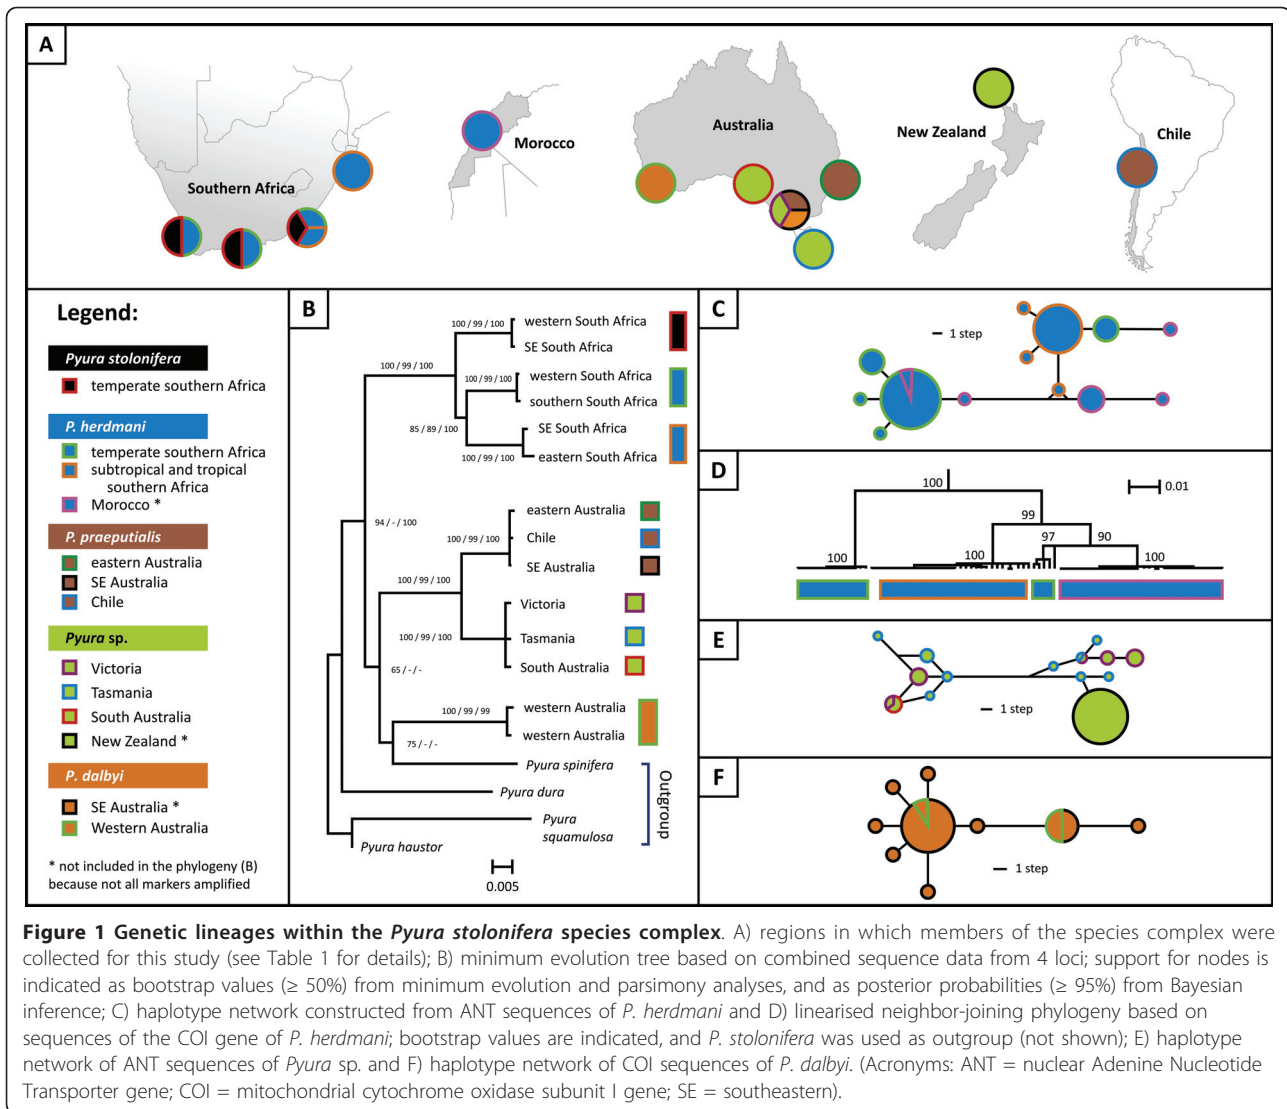 A
Southern Africa
Morocco
Australia
New Zealand
Chile
Legend:
Pyura stolonifera
temperate southern Africa
P. herdmani
temperate southern Africa
subtropical and tropical
southern Africa
Morocco *
P. praeputialis
eastern Australia
SE Australia
Chile
Pyura sp.
Victoria
Tasmania
South Australia
New Zealand *
P. dalbyi
SE Australia *
Western Australia
* not included in the phylogeny (B)
because not all markers amplified
B
100 / 99 / 100
western South Africa
SE South Africa
100 / 99 / 100
100 / 99 / 100
western South Africa
southern South Africa
85 / 89 / 100
SE South Africa
100 / 99 / 100
eastern South Africa
94 / - / 100
eastern Australia
100 / 99 / 100
Chile
SE Australia
100 / 99 / 100
Victoria
100 / 99 / 100
Tasmania
South Australia
65 / - / -
100 / 99 / 99
western Australia
western Australia
75 / - / -
Pyura spinifera
Pyura dura
Pyura
squamulosa
Pyura haustor
Outgroup
0.005
C
1 step
D
100
0.01
99
97
90
100
100
100
E
1 step
F
1 step
Figure 1 Genetic lineages within the Pyura stolonifera species complex. A) regions in which members of the species complex were
collected for this study (see Table 1 for details); B) minimum evolution tree based on combined sequence data from 4 loci; support for nodes is
indicated as bootstrap values (≥ 50%) from minimum evolution and parsimony analyses, and as posterior probabilities (≥ 95%) from Bayesian
inference; C) haplotype network constructed from ANT sequences of P. herdmani and D) linearised neighbor-joining phylogeny based on
sequences of the COI gene of P. herdmani; bootstrap values are indicated, and P. stolonifera was used as outgroup (not shown); E) haplotype
network of ANT sequences of Pyura sp. and F) haplotype network of COI sequences of P. dalbyi. (Acronyms: ANT = nuclear Adenine Nucleotide
Transporter gene; COI = mitochondrial cytochrome oxidase subunit I gene; SE = southeastern).